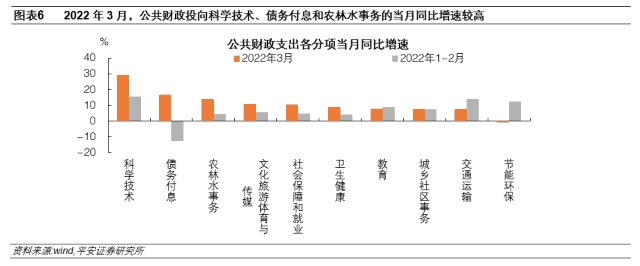 图表6 2022 年 3 月，公共财政投向科学技术、债务付息和农林水事务的当月同比增速较高
公共财政支出各分项当月同比增速
%
2022年3月
2022年1-2月
40
30
20
10
0
-10
-20
科学技术
债务付息
农林水事务
文化旅游体育与
传媒
社会保障和就业
卫生健康
教育
城乡社区事务
交通运输
节能环保
资料来源:wind,平安证券研究所